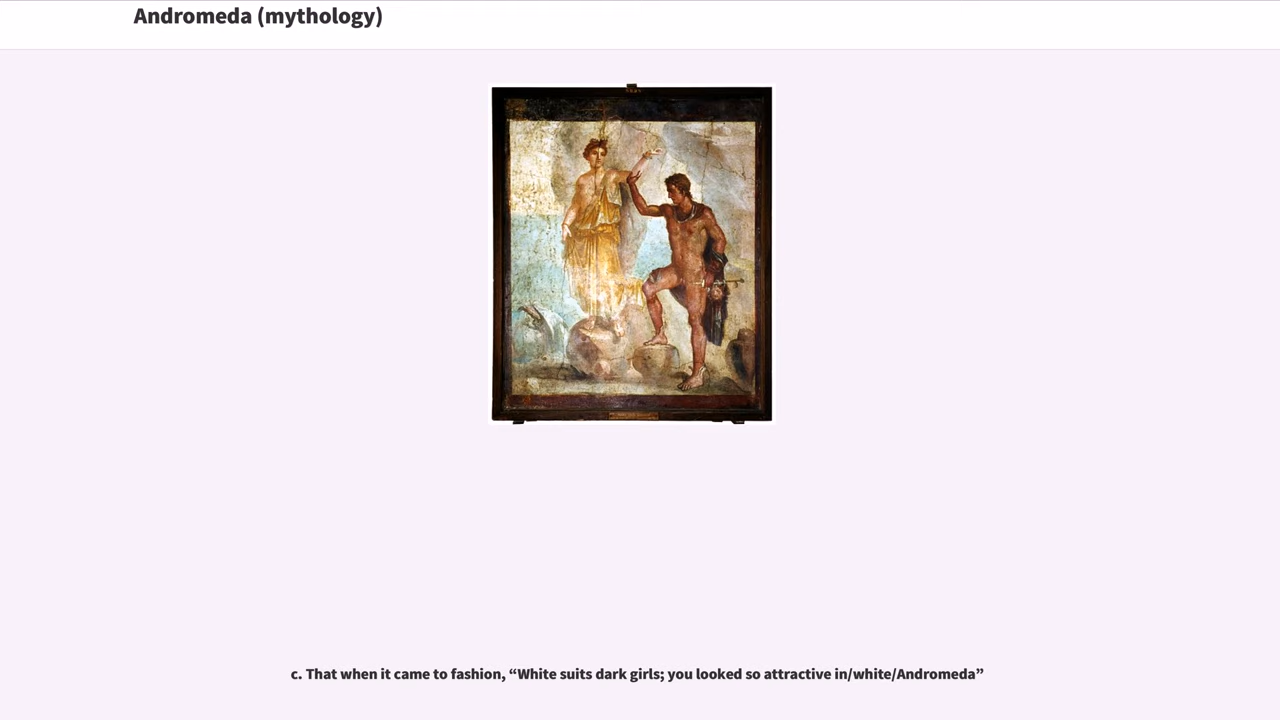 Andromeda (mythology)
c. That when it came to fashion, “White suits dark girls; you looked so attractive in/white/Andromeda”